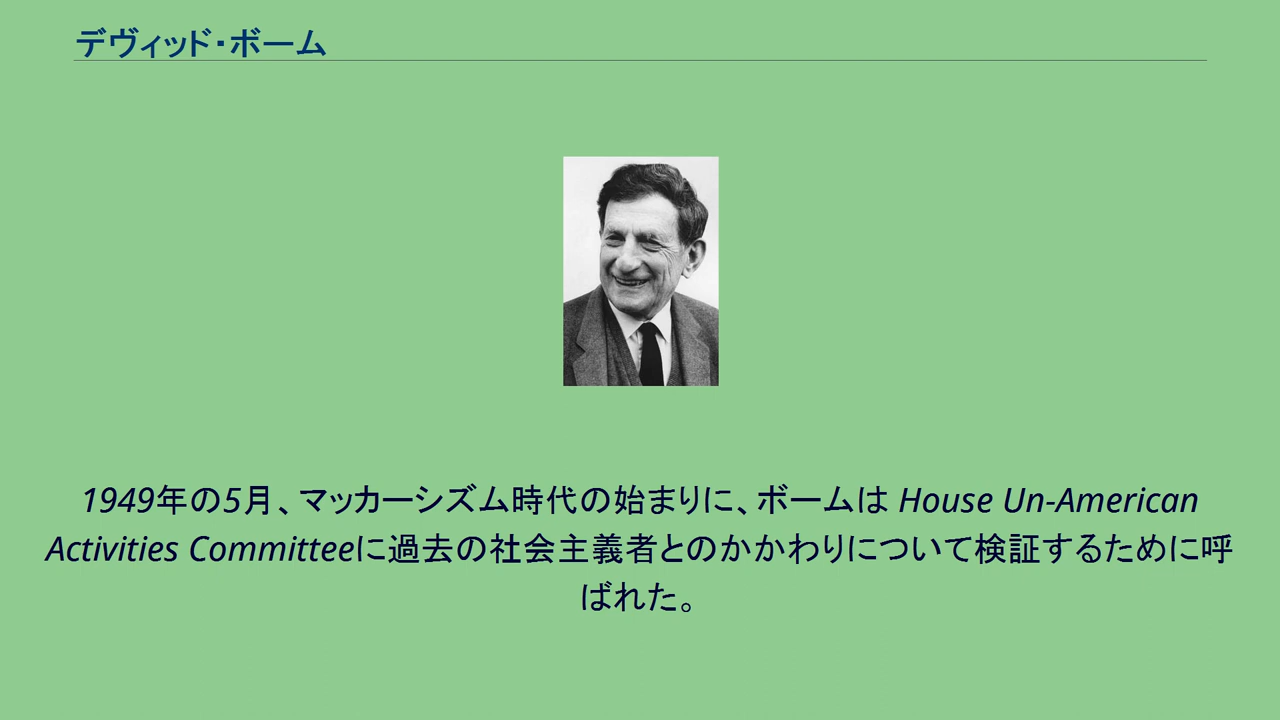 デヴィッド・ボーム
1949年の5月、マッカーシズム時代の始まりに、ボームは House Un-American
Activities Committeeに過去の社会主義者とのかかわりについて検証するために呼
ばれた。